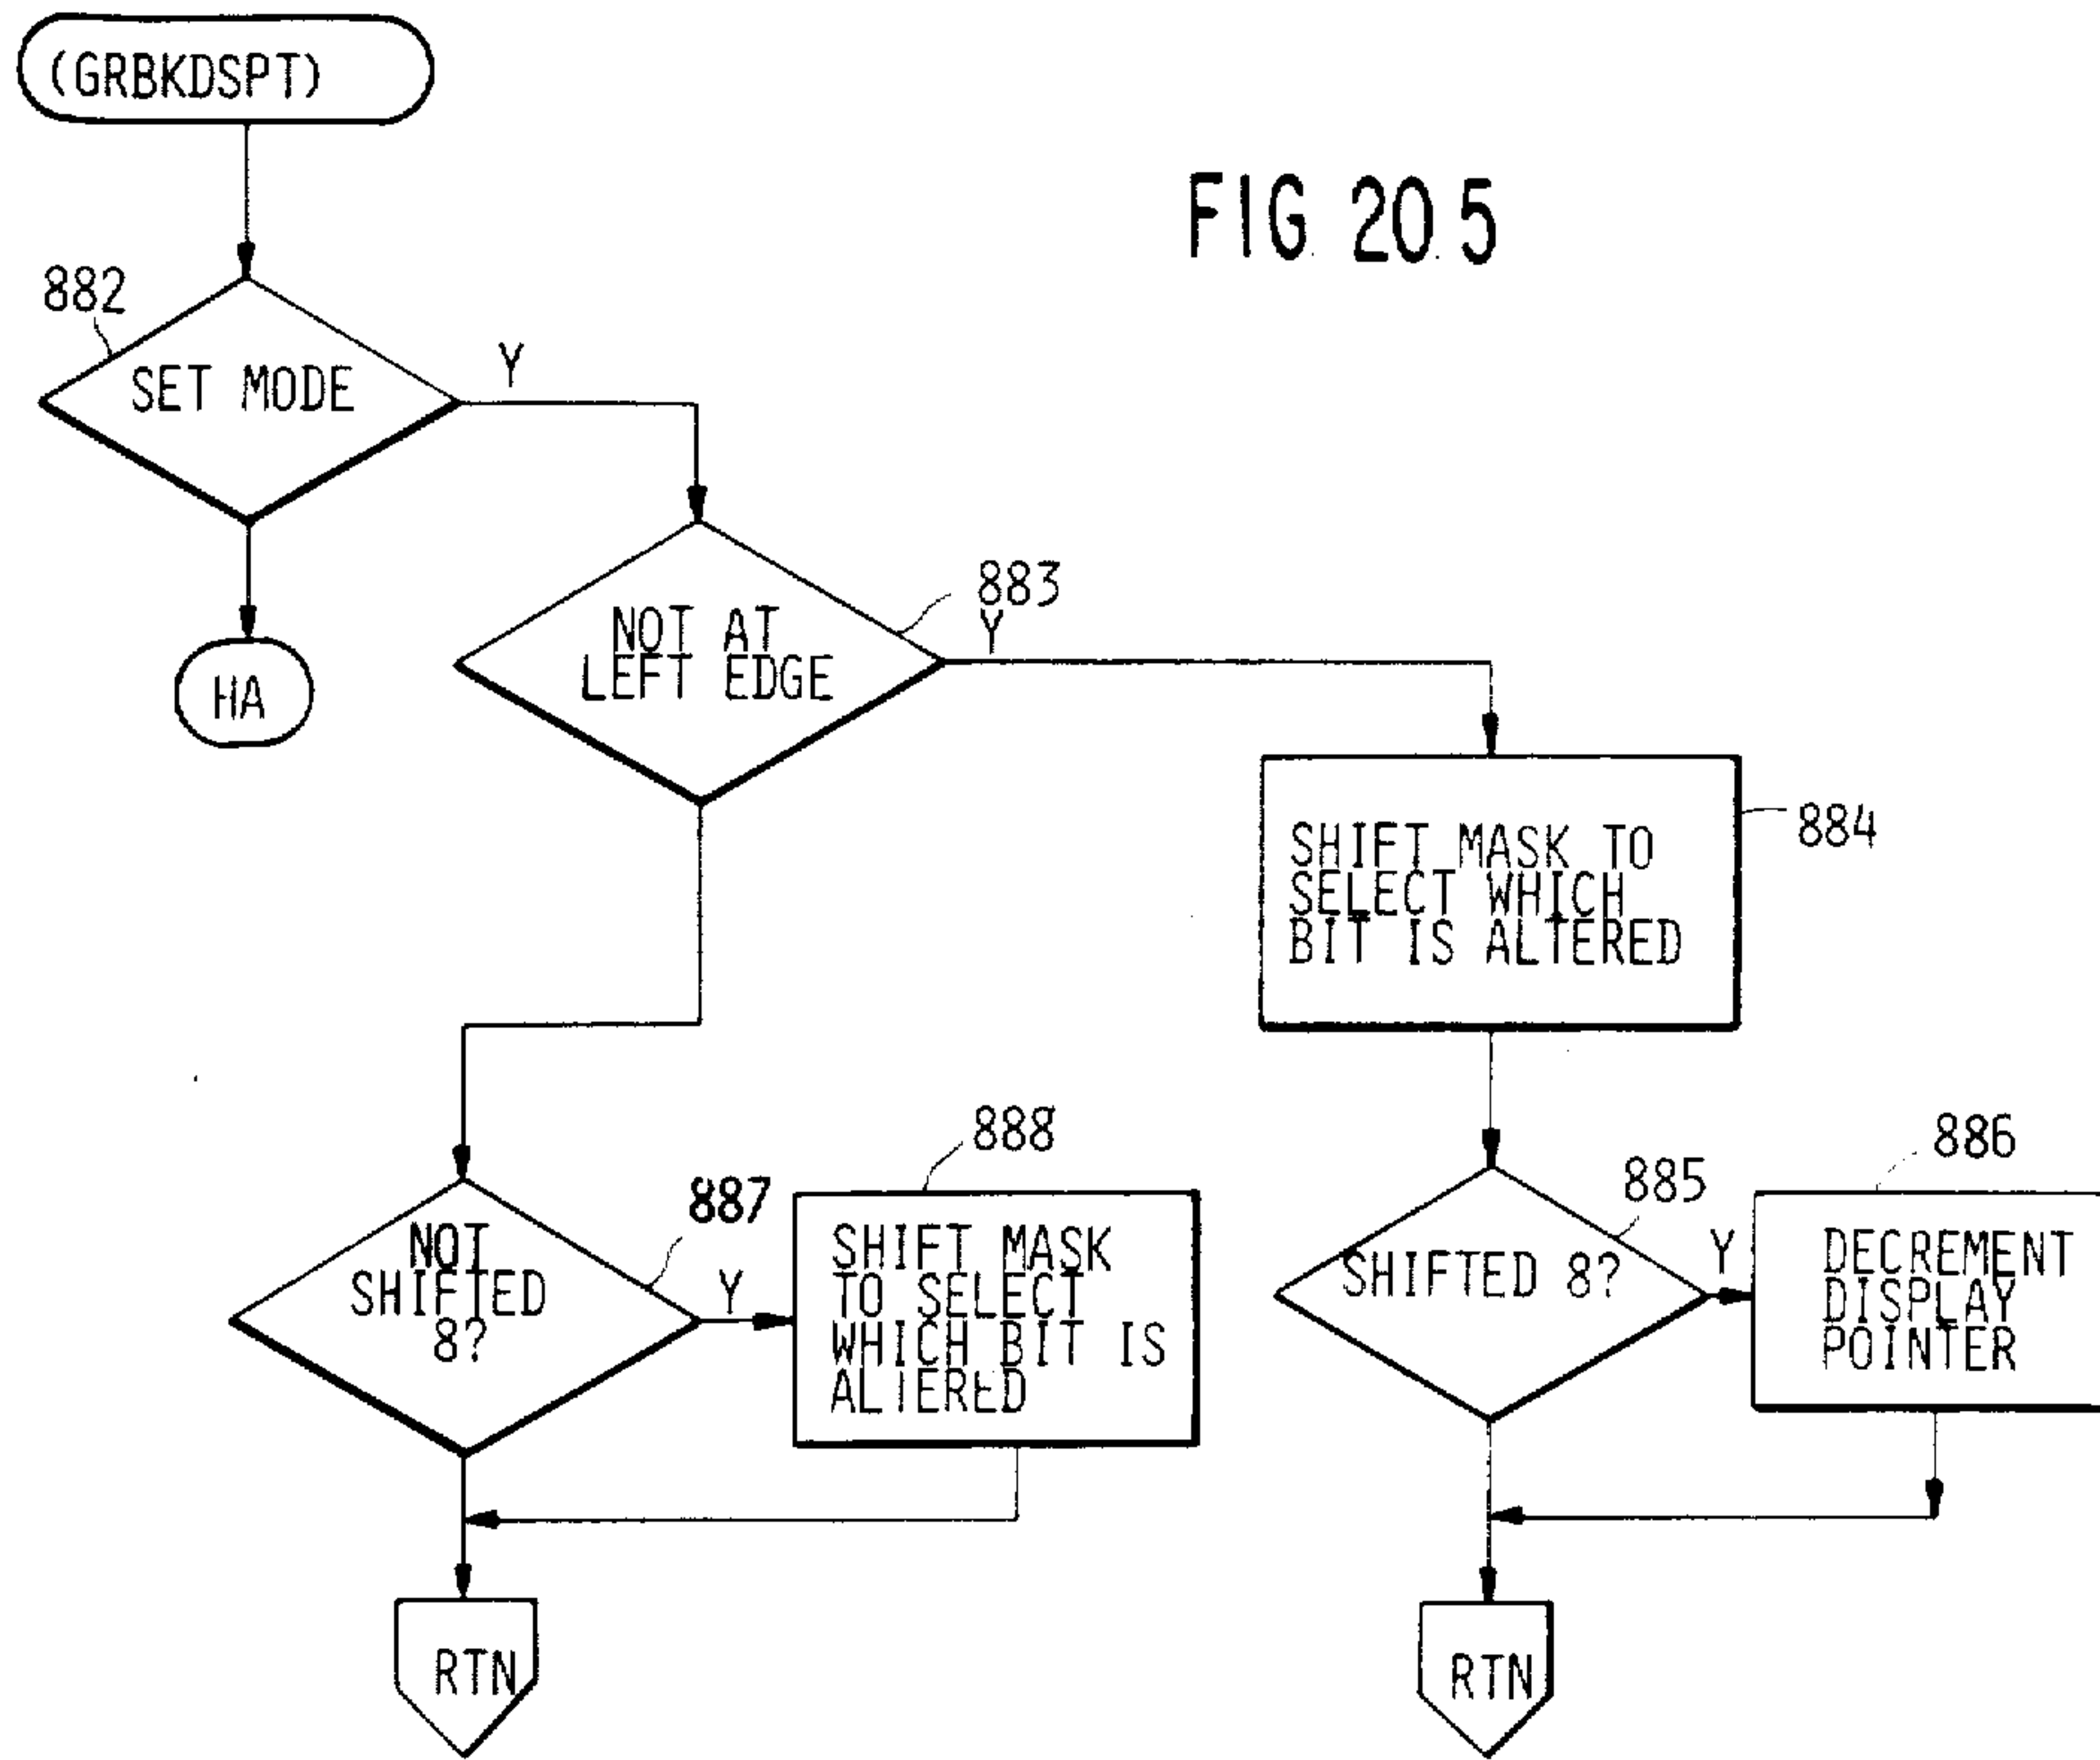 (GRBKDSPT)
FIG 20.5
882
SET MODE
Y
HA
883
NOT AT
LEFT EDGE
Y
884
SHIFT MASK TO
SELECT WHICH
BIT IS ALTERED
885
SHIFTED 8?
Y
886
DECREMENT
DISPLAY
POINTER
887
NOT
SHIFTED
8?
Y
888
SHIFT MASK
TO SELECT
WHICH BIT IS
ALTERED
RTN
RTN